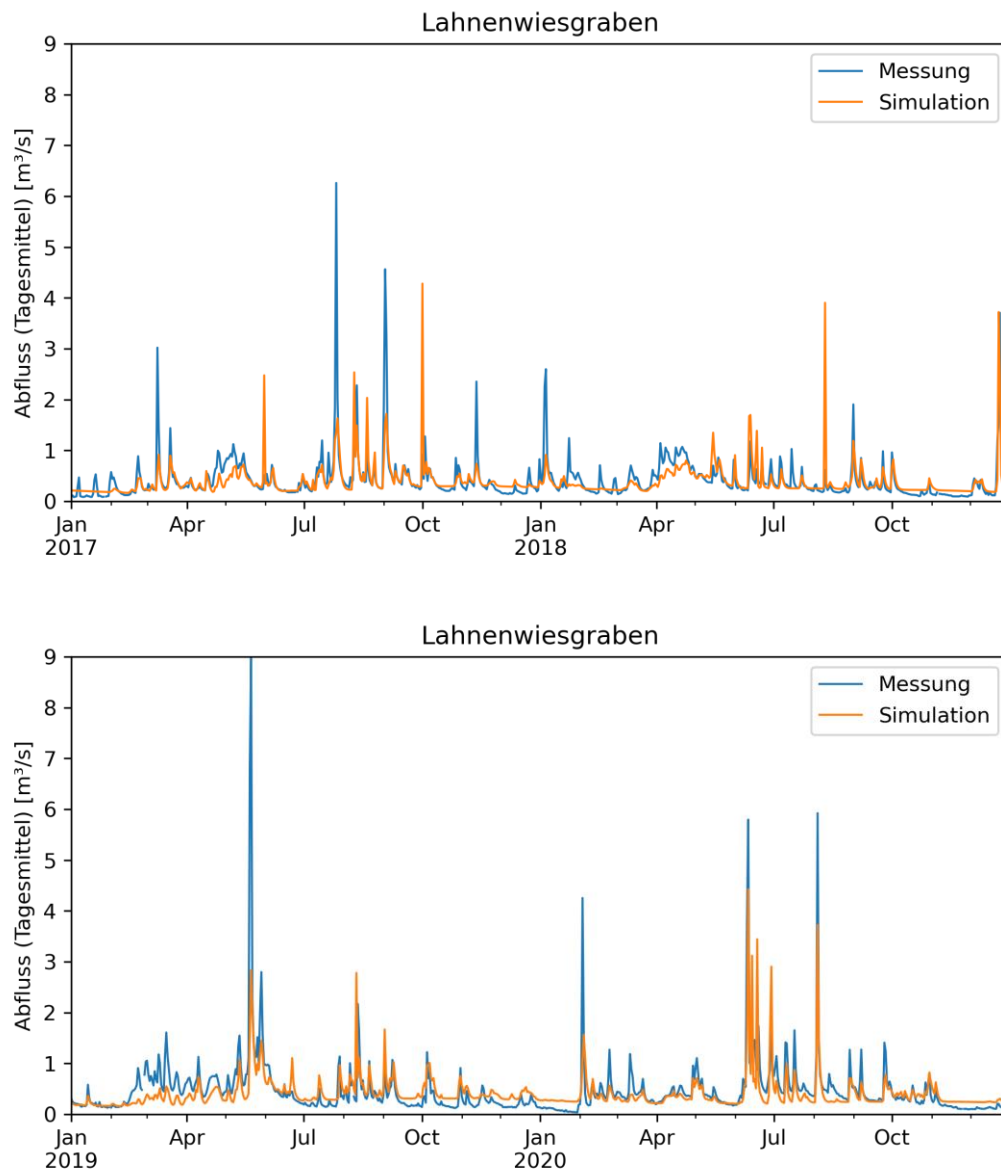 Lahnenwiesgraben
Abfluss (Tagesmittel) [m³/s]
9
8
7
6
5
4
3
2
1
0
Messung
Simulation
Jan Apr Jul Oct Jan Apr Jul Oct
2017 2018
Lahnenwiesgraben
Abfluss (Tagesmittel) [m³/s]
9
8
7
6
5
4
3
2
1
0
Messung
Simulation
Jan Apr Jul Oct Jan Apr Jul Oct
2019 2020